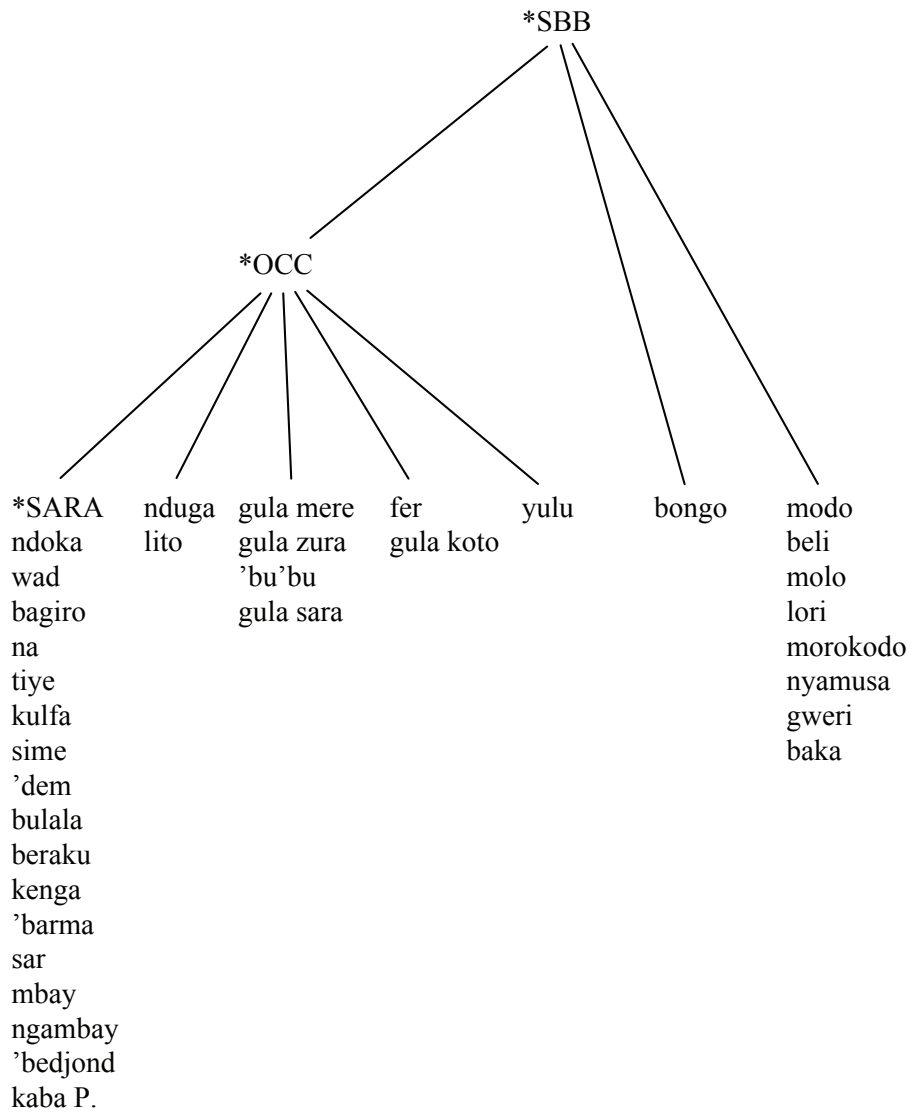 *SBB
*OCC
*SARA nduga gula mere fer yulu bongo modo
ndoka lito gula zura gula koto beli
wad ’bu’bu molo
bagiro gula sara lori
na morokodo
tiye nyamusa
kulfa gweri
sime baka
’dem
bulala
beraku
kenga
’barma
sar
mbay
ngambay
’bedjond
kaba P.